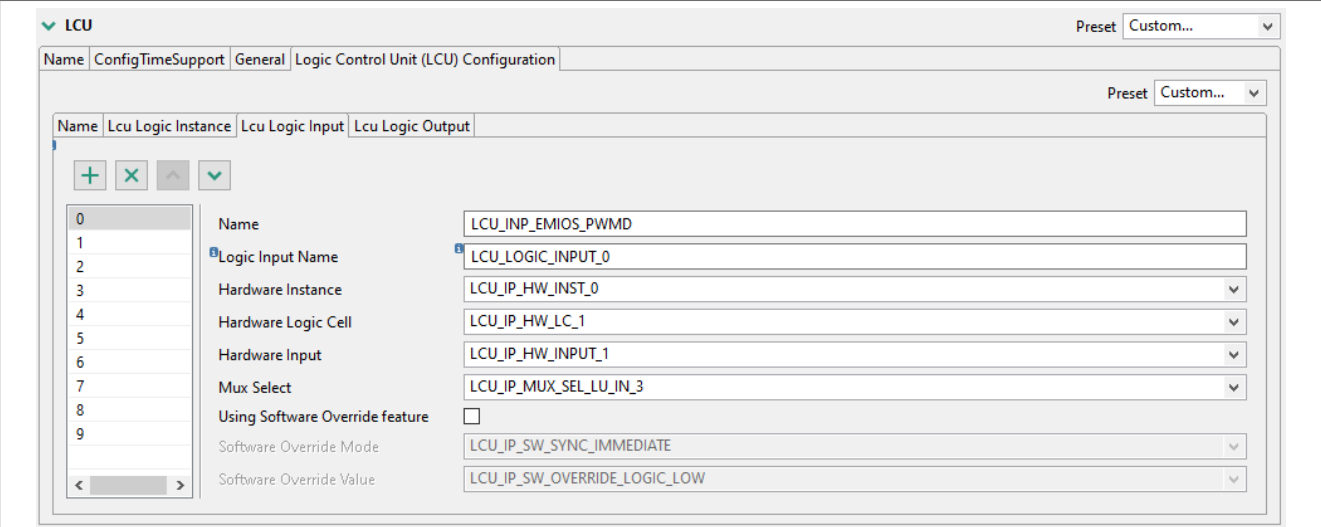 LCU
Preset Custom...
Name ConfigTimeSupport General Logic Control Unit (LCU) Configuration
Preset Custom...
Name Lcu Logic Instance Lcu Logic Input Lcu Logic Output
0
1
2
3
4
5
6
7
8
9
Name LCU_INP_EMIOS_PWMD
Logic Input Name LCU_LOGIC_INPUT_0
Hardware Instance LCU_IP_HW_INST_0
Hardware Logic Cell LCU_IP_HW_LC_1
Hardware Input LCU_IP_HW_INPUT_1
Mux Select LCU_IP_MUX_SEL_LU_IN_3
Using Software Override feature
Software Override Mode LCU_IP_SW_SYNC_IMMEDIATE
Software Override Value LCU_IP_SW_OVERRIDE_LOGIC_LOW